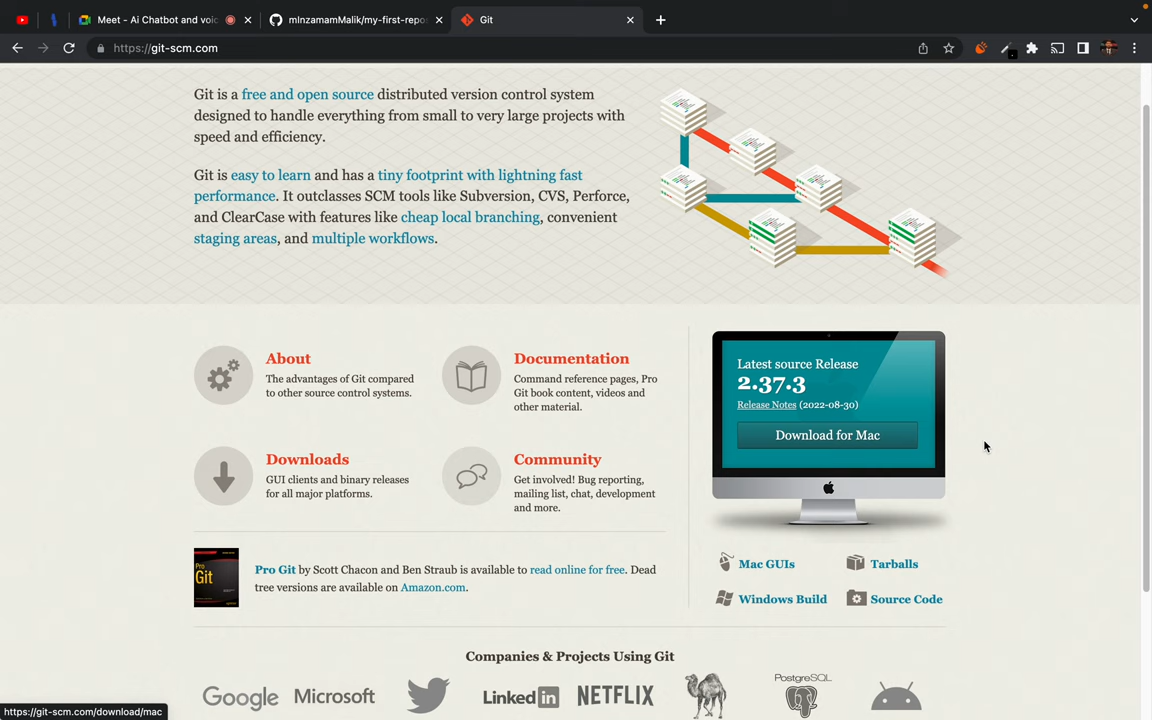 Meet - Ai Chatbot and voic
mInzamamMalik/my-first-repo
Git
https://git-scm.com
Git is a free and open source distributed version control system
designed to handle everything from small to very large projects with
speed and efficiency.
Git is easy to learn and has a tiny footprint with lightning fast
performance. It outclasses SCM tools like Subversion, CVS, Perforce,
and ClearCase with features like cheap local branching, convenient
staging areas, and multiple workflows.
About
The advantages of Git compared
to other source control systems.
Documentation
Command reference pages, Pro
Git book content, videos and
other material.
Downloads
GUI clients and binary releases
for all major platforms.
Community
Get involved! Bug reporting,
mailing list, chat, development
and more.
Latest source Release
2.37.3
Release Notes (2022-08-30)
Download for Mac
Mac GUIs
Tarballs
Windows Build
Source Code
Pro
Git
Pro Git by Scott Chacon and Ben Straub is available to read online for free. Dead
tree versions are available on Amazon.com.
Companies & Projects Using Git
Google
Microsoft
Linked in
NETFLIX
PostgreSQL
https://git-scm.com/download/mac